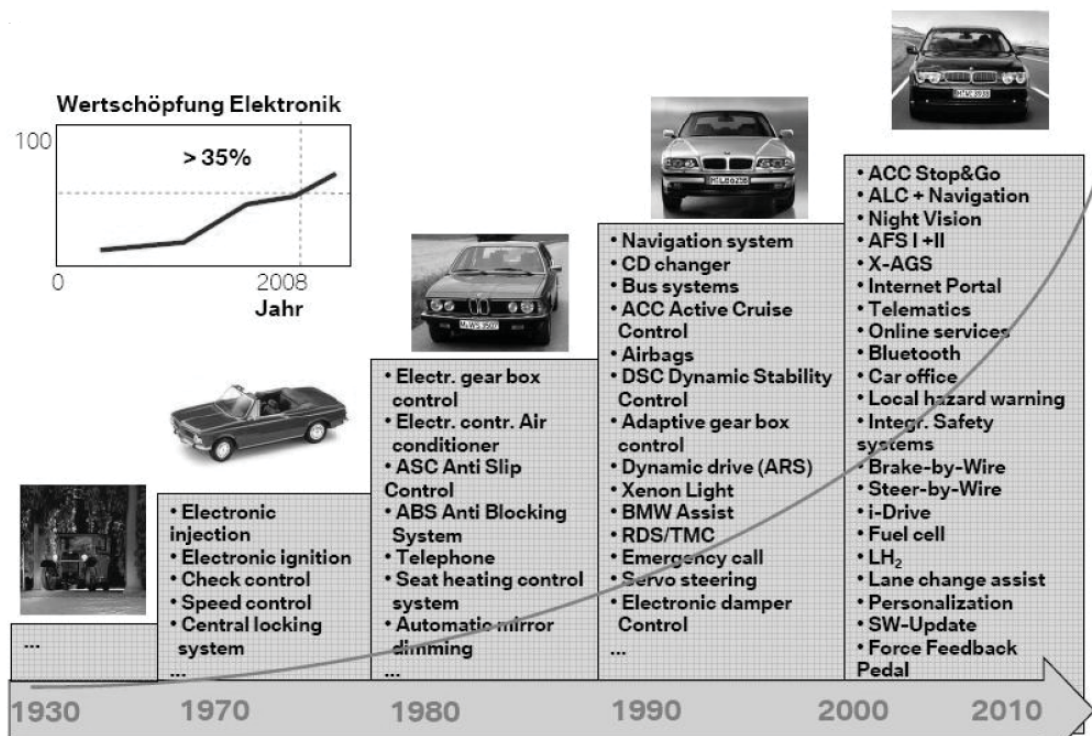 Wertschöpfung Elektronik
100
> 35%
0
2008
Jahr
...
• Electronic
injection
• Electronic ignition
• Check control
• Speed control
• Central locking
system
...
• Electr. gear box
control
• Electr. contr. Air
conditioner
• ASC Anti Slip
Control
• ABS Anti Blocking
System
• Telephone
• Seat heating control
system
• Automatic mirror
dimming
...
• Navigation system
• CD changer
• Bus systems
• ACC Active Cruise
Control
• Airbags
• DSC Dynamic Stability
Control
• Adaptive gear box
control
• Dynamic drive (ARS)
• Xenon Light
• BMW Assist
• RDS/TMC
• Emergency call
• Servo steering
• Electronic damper
Control
...
• ACC Stop&Go
• ALC + Navigation
• Night Vision
• AFS I +II
• X-AGS
• Internet Portal
• Telematics
• Online services
• Bluetooth
• Car office
• Local hazard warning
• Integr. Safety
systems
• Brake-by-Wire
• Steer-by-Wire
• i-Drive
• Fuel cell
• LH₂
• Lane change assist
• Personalization
• SW-Update
• Force Feedback
Pedal
1930
1970
1980
1990
2000
2010